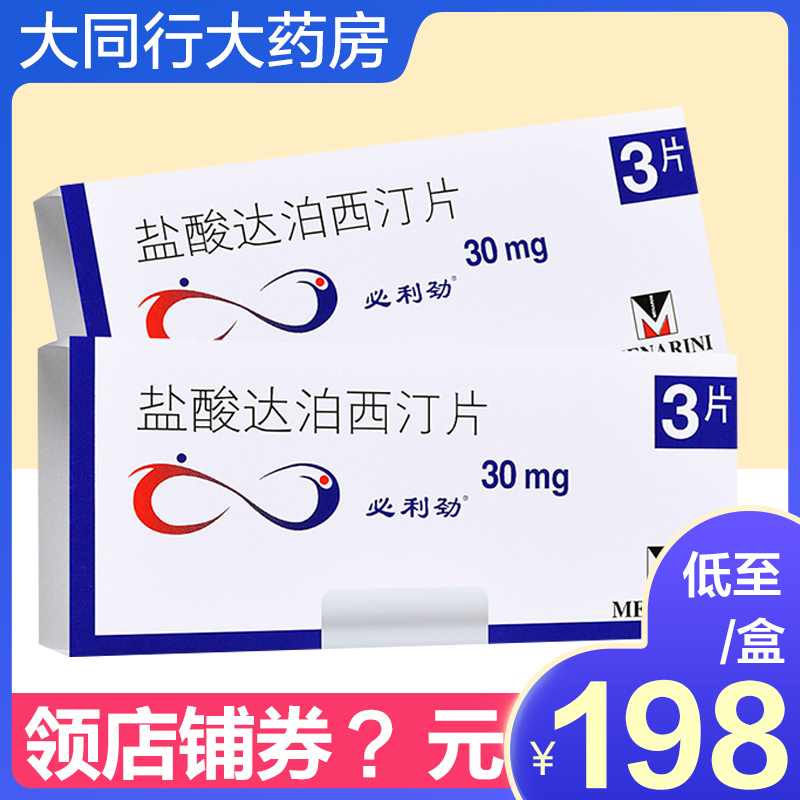 大同行大药房
3片
盐酸达泊西汀片
30 mg
必利劲®
MENARINI
3片
盐酸达泊西汀片
30 mg
必利劲®
低至
/盒
¥198
领店铺券？元